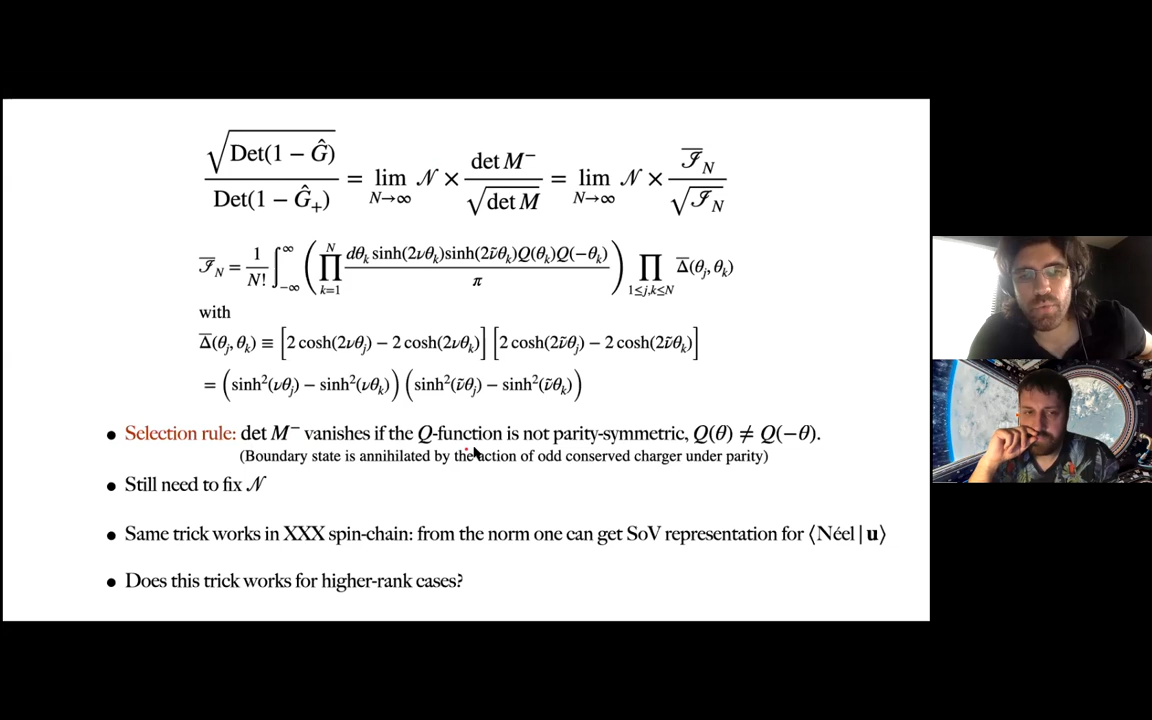 √Det(1 − Ĝ) / Det(1 − Ĝ₊) = lim_{N→∞} 𝒩 × det M⁻ / √det M = lim_{N→∞} 𝒩 × ℐ̅_N / √ℐ_N
ℐ̅_N = 1/N! ∫_{−∞}^{∞} ( ∏_{k=1}^{N} dθ_k sinh(2νθ_k)sinh(2ν̃θ_k)Q(θ_k)Q(−θ_k) / π ) ∏_{1≤j,k≤N} Δ̅(θ_j, θ_k)
with
Δ̅(θ_j, θ_k) ≡ [2 cosh(2νθ_j) − 2 cosh(2νθ_k)] [2 cosh(2ν̃θ_j) − 2 cosh(2ν̃θ_k)]
= (sinh²(νθ_j) − sinh²(νθ_k)) (sinh²(ν̃θ_j) − sinh²(ν̃θ_k))
• Selection rule: det M⁻ vanishes if the Q-function is not parity-symmetric, Q(θ) ≠ Q(−θ).
(Boundary state is annihilated by the action of odd conserved charger under parity)
• Still need to fix 𝒩
• Same trick works in XXX spin-chain: from the norm one can get SoV representation for ⟨Néel | u⟩
• Does this trick works for higher-rank cases?